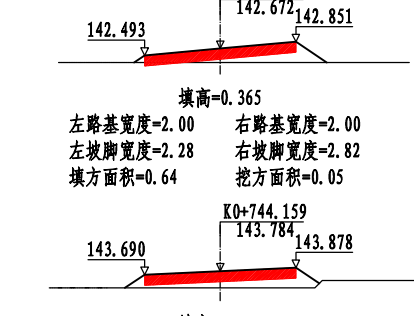 142.672
142.493 142.851
填高=0.365
左路基宽度=2.00 右路基宽度=2.00
左坡脚宽度=2.28 右坡脚宽度=2.82
填方面积=0.64 挖方面积=0.05
K0+744.159
143.784
143.690 143.878